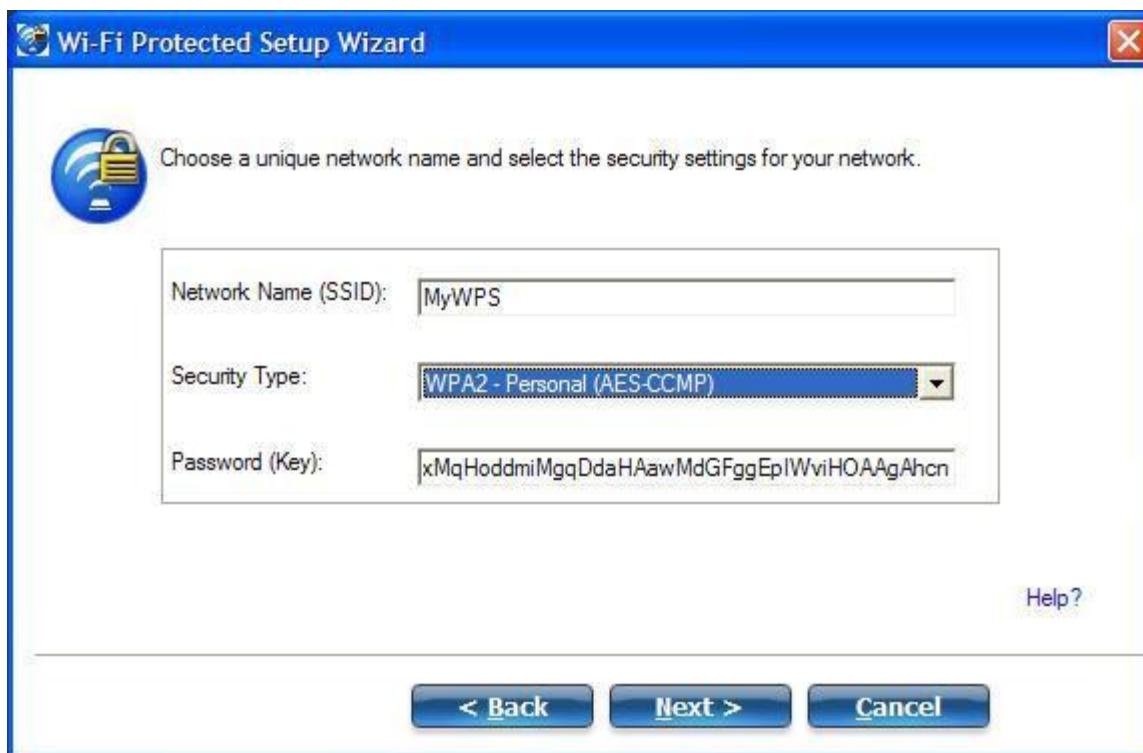 Wi-Fi Protected Setup Wizard
Choose a unique network name and select the security settings for your network.
Network Name (SSID): MyWPS
Security Type: WPA2 - Personal (AES-CCMP)
Password (Key): xMqHoddmiMgqDdaHAawMdGFggEpIWviHOAAgAhcn
Help?
< Back Next > Cancel